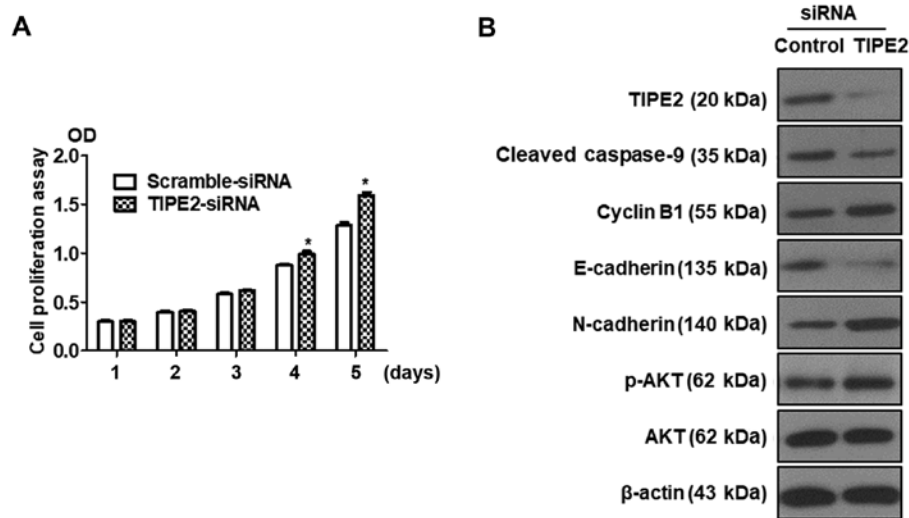 A
OD
Cell proliferation assay
2.0
1.5
1.0
0.5
0.0
Scramble-siRNA
TIPE2-siRNA
*
*
1 2 3 4 5 (days)
B
siRNA
Control TIPE2
TIPE2 (20 kDa)
Cleaved caspase-9 (35 kDa)
Cyclin B1 (55 kDa)
E-cadherin (135 kDa)
N-cadherin (140 kDa)
p-AKT (62 kDa)
AKT (62 kDa)
β-actin (43 kDa)